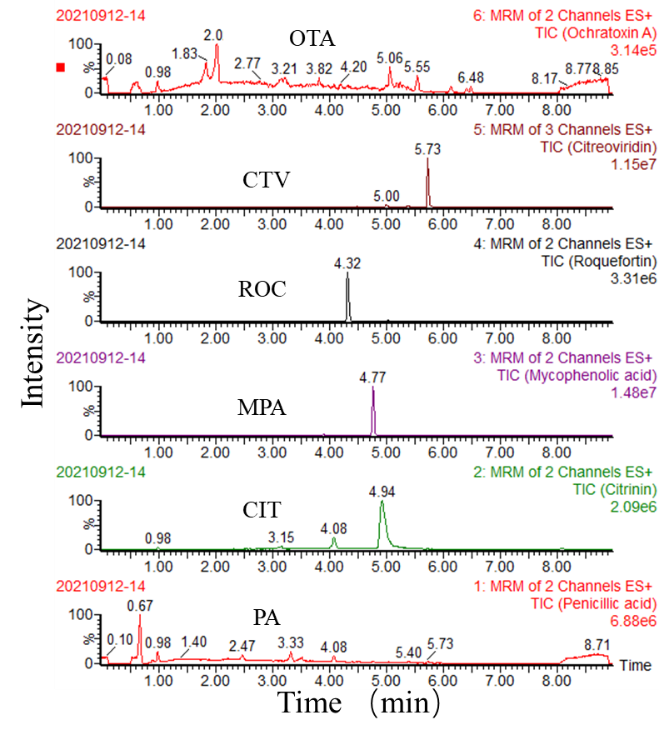 20210912-14 6: MRM of 2 Channels ES+
TIC (Ochratoxin A)
3.14e5
OTA
100
%
0
0.08 0.98 1.83 2.0 2.77 3.21 3.82 4.20 5.06 5.55 6.48 8.17 8.77 8.85
1.00 2.00 3.00 4.00 5.00 6.00 7.00 8.00
20210912-14 5: MRM of 3 Channels ES+
TIC (Citreoviridin)
1.15e7
CTV
100
%
0
5.00 5.73
1.00 2.00 3.00 4.00 5.00 6.00 7.00 8.00
20210912-14 4: MRM of 2 Channels ES+
TIC (Roquefortin)
3.31e6
ROC
100
%
0
4.32
1.00 2.00 3.00 4.00 5.00 6.00 7.00 8.00
20210912-14 3: MRM of 2 Channels ES+
TIC (Mycophenolic acid)
1.48e7
MPA
100
%
0
4.77
1.00 2.00 3.00 4.00 5.00 6.00 7.00 8.00
20210912-14 2: MRM of 2 Channels ES+
TIC (Citrinin)
2.09e6
CIT
100
%
0
0.98 3.15 4.08 4.94
1.00 2.00 3.00 4.00 5.00 6.00 7.00 8.00
20210912-14 1: MRM of 2 Channels ES+
TIC (Penicillic acid)
6.88e6
PA
100
%
0
0.10 0.67 0.98 1.40 2.47 3.33 4.08 5.40 5.73 8.71
Time
1.00 2.00 3.00 4.00 5.00 6.00 7.00 8.00
Time （min）
Intensity